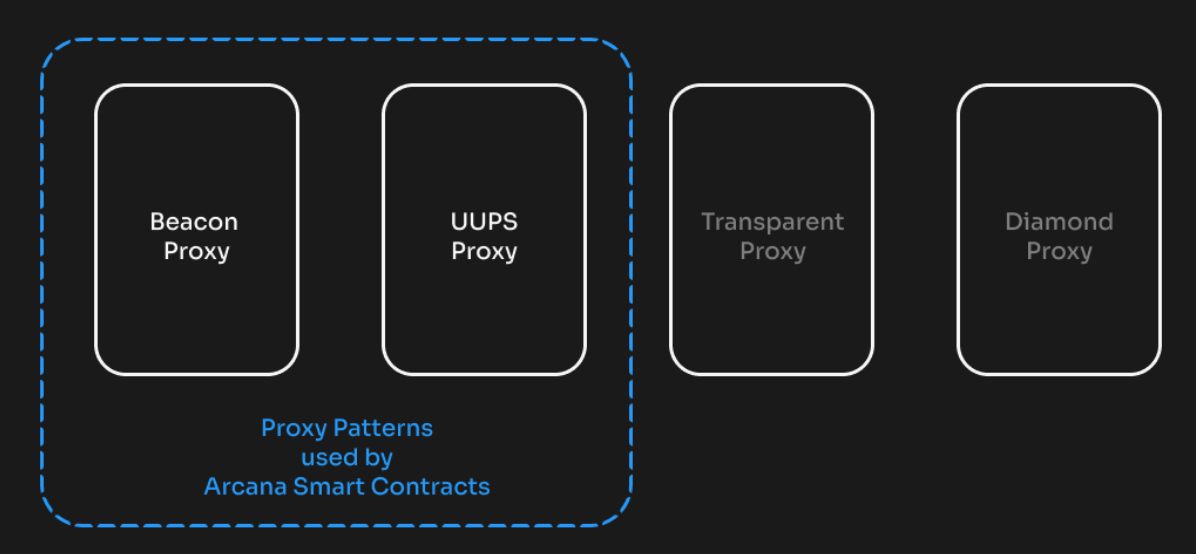 Beacon
Proxy
UUPS
Proxy
Transparent
Proxy
Diamond
Proxy
Proxy Patterns
used by
Arcana Smart Contracts